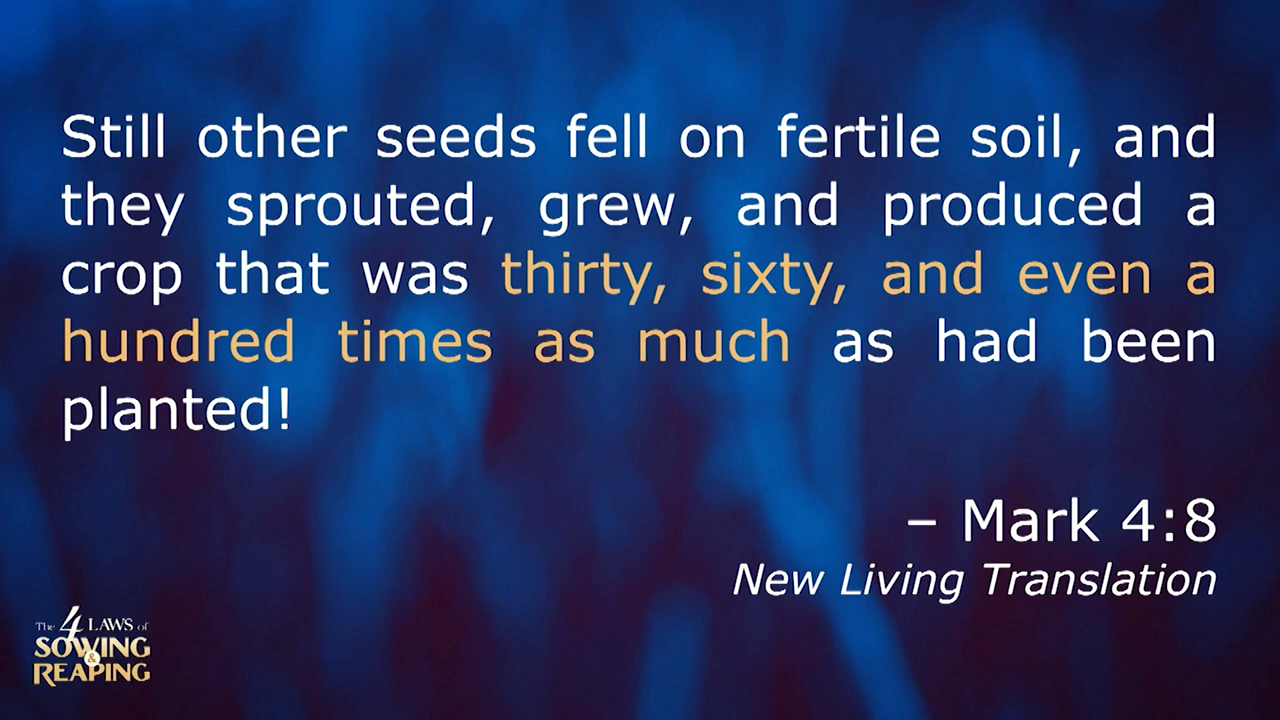 Still other seeds fell on fertile soil, and
they sprouted, grew, and produced a
crop that was thirty, sixty, and even a
hundred times as much as had been
planted!
– Mark 4:8
New Living Translation
The 4 LAWS of
SOWING
&
REAPING